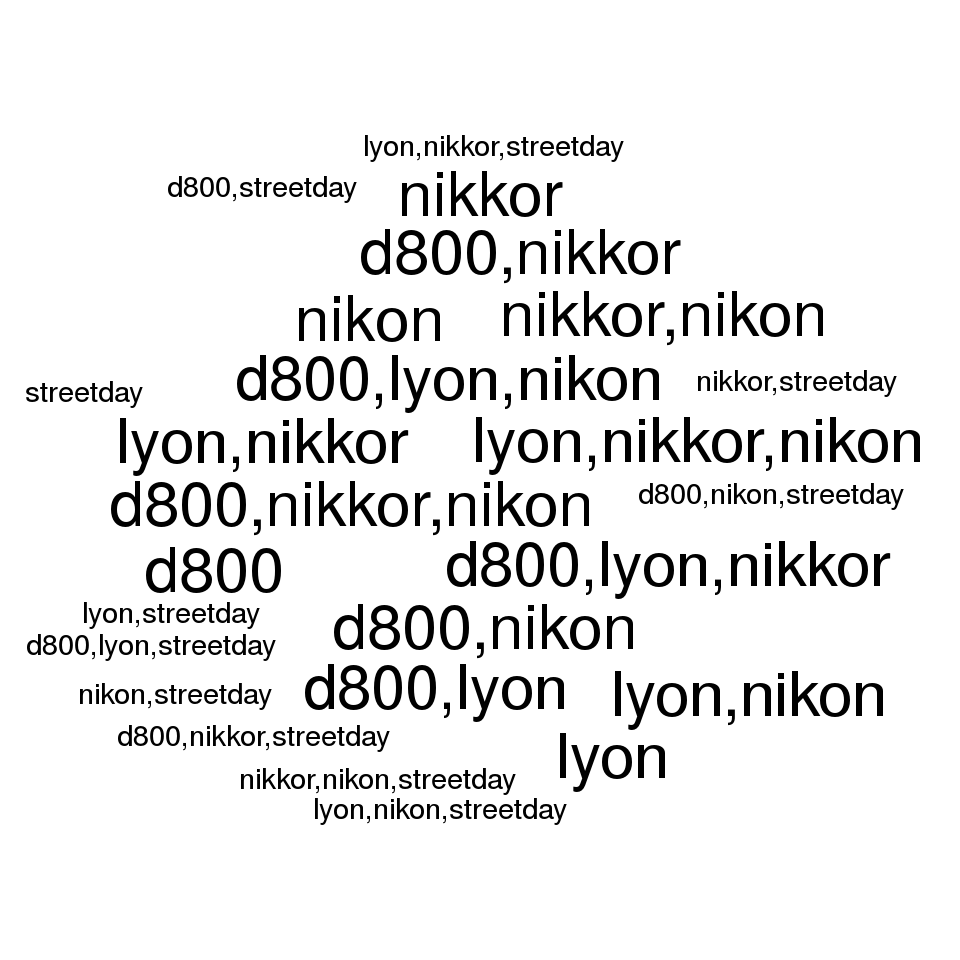 lyon,nikkor,streetday
d800,streetday
nikkor
d800,nikkor
nikon
nikkor,nikon
d800,lyon,nikon
nikkor,streetday
streetday
lyon,nikkor
lyon,nikkor,nikon
d800,nikkor,nikon
d800,nikon,streetday
d800
d800,lyon,nikkor
lyon,streetday
d800,nikon
d800,lyon,streetday
nikon,streetday
d800,lyon
lyon,nikon
d800,nikkor,streetday
lyon
nikkor,nikon,streetday
lyon,nikon,streetday